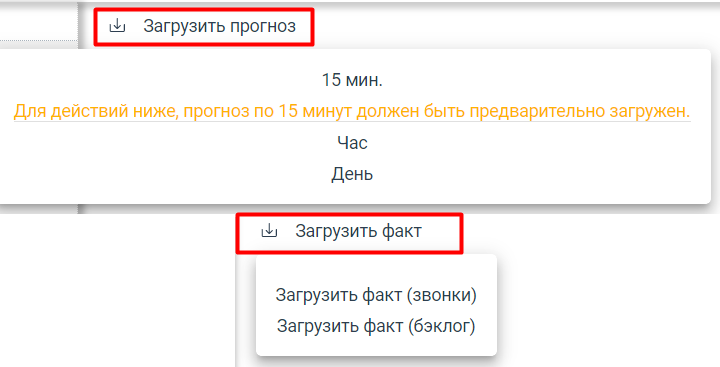 Загрузить прогноз
15 мин.
Для действий ниже, прогноз по 15 минут должен быть предварительно загружен.
Час
День
Загрузить факт
Загрузить факт (звонки)
Загрузить факт (бэклог)